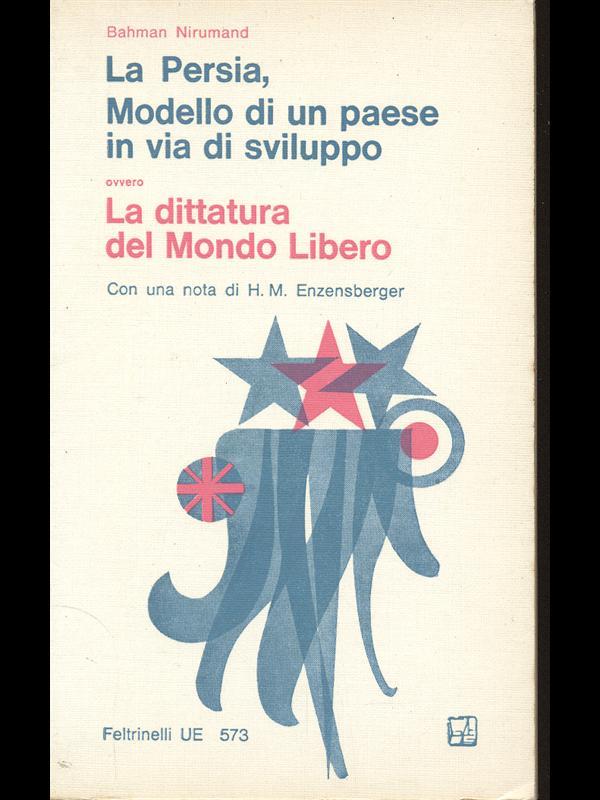 Bahman Nirumand
La Persia,
Modello di un paese
in via di sviluppo
ovvero
La dittatura
del Mondo Libero
Con una nota di H. M. Enzensberger
Feltrinelli UE 573